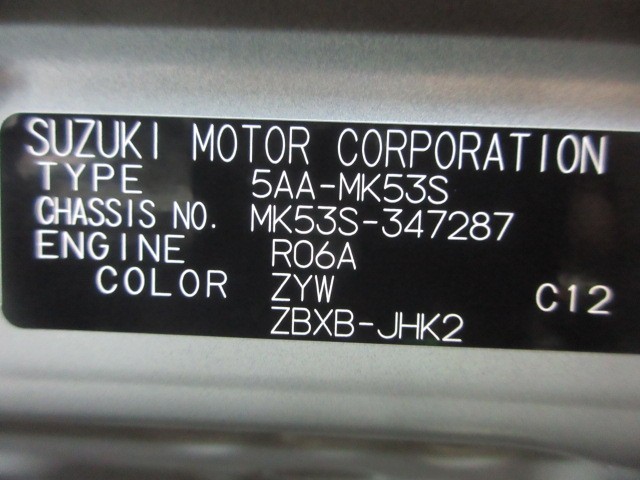 SUZUKI MOTOR CORPORATION
TYPE 5AA-MK53S
CHASSIS NO. MK53S-347287
ENGINE R06A
COLOR ZYW C12
ZBXB-JHK2